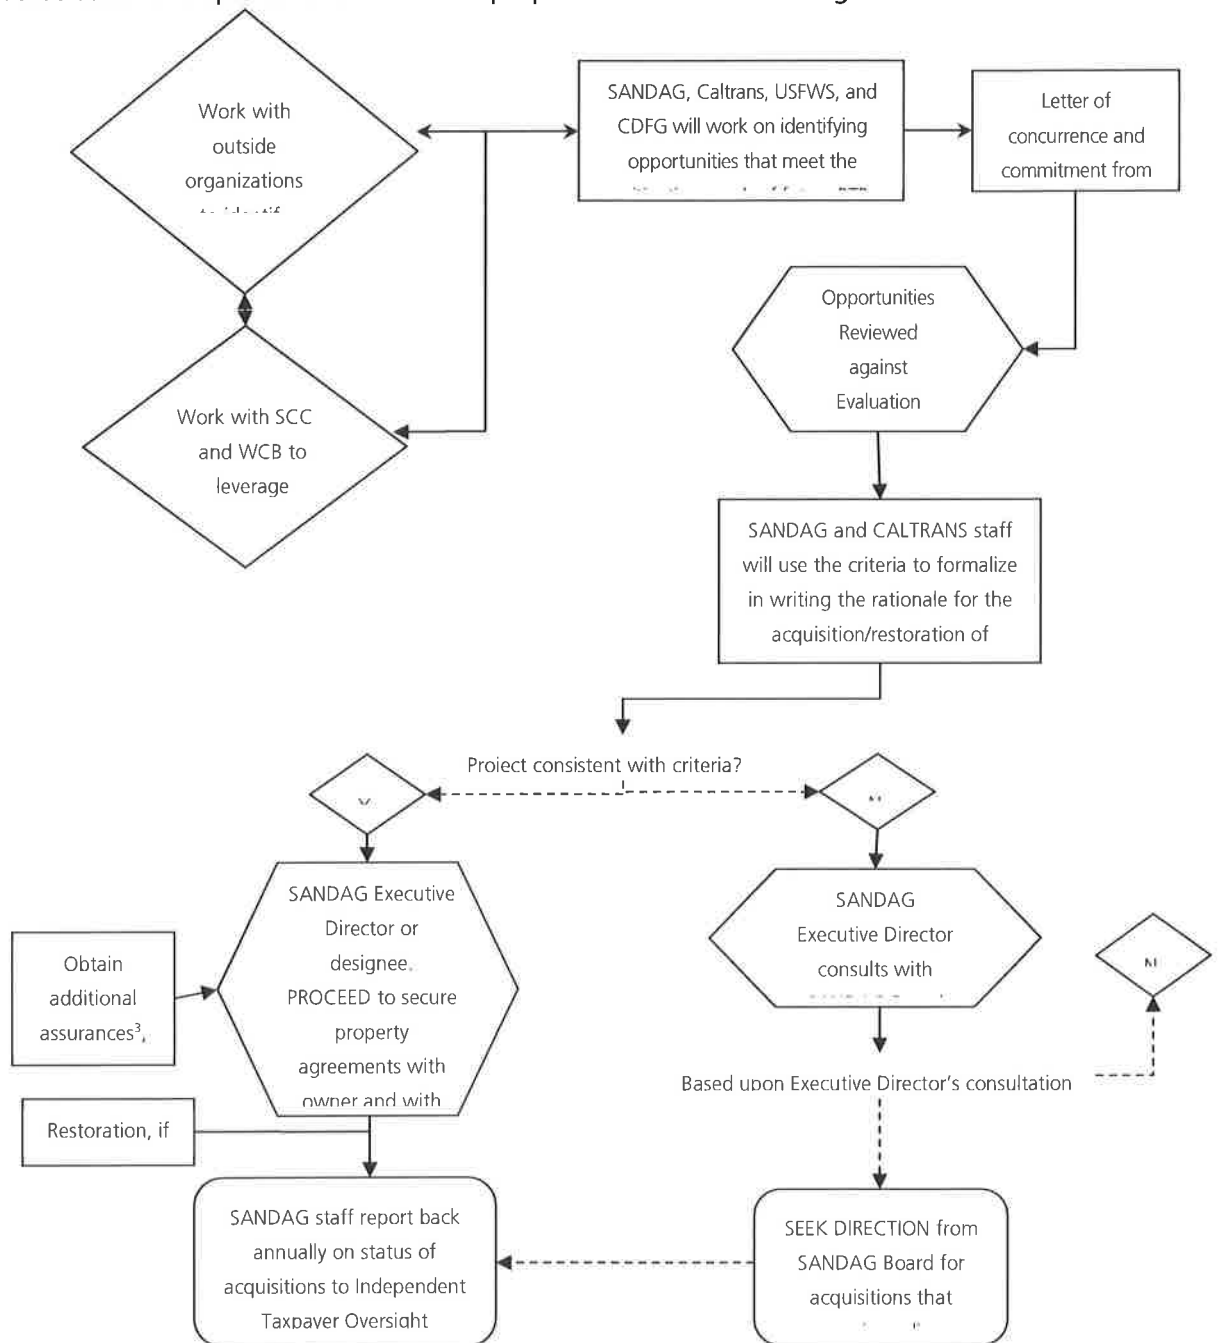 Work with
outside
organizations
SANDAG, Caltrans, USFWS, and
CDFG will work on identifying
opportunities that meet the
Letter of
concurrence and
commitment from
Opportunities
Reviewed
against
Evaluation
Work with SCC
and WCB to
leverage
SANDAG and CALTRANS staff
will use the criteria to formalize
in writing the rationale for the
acquisition/restoration of
Project consistent with criteria?
SANDAG Executive
Director or
designee.
PROCEED to secure
property
agreements with
owner and with
SANDAG
Executive Director
consults with
Obtain
additional
assurances³,
Based upon Executive Director's consultation
Restoration, if
SANDAG staff report back
annually on status of
acquisitions to Independent
Taxpayer Oversight
SEEK DIRECTION from
SANDAG Board for
acquisitions that